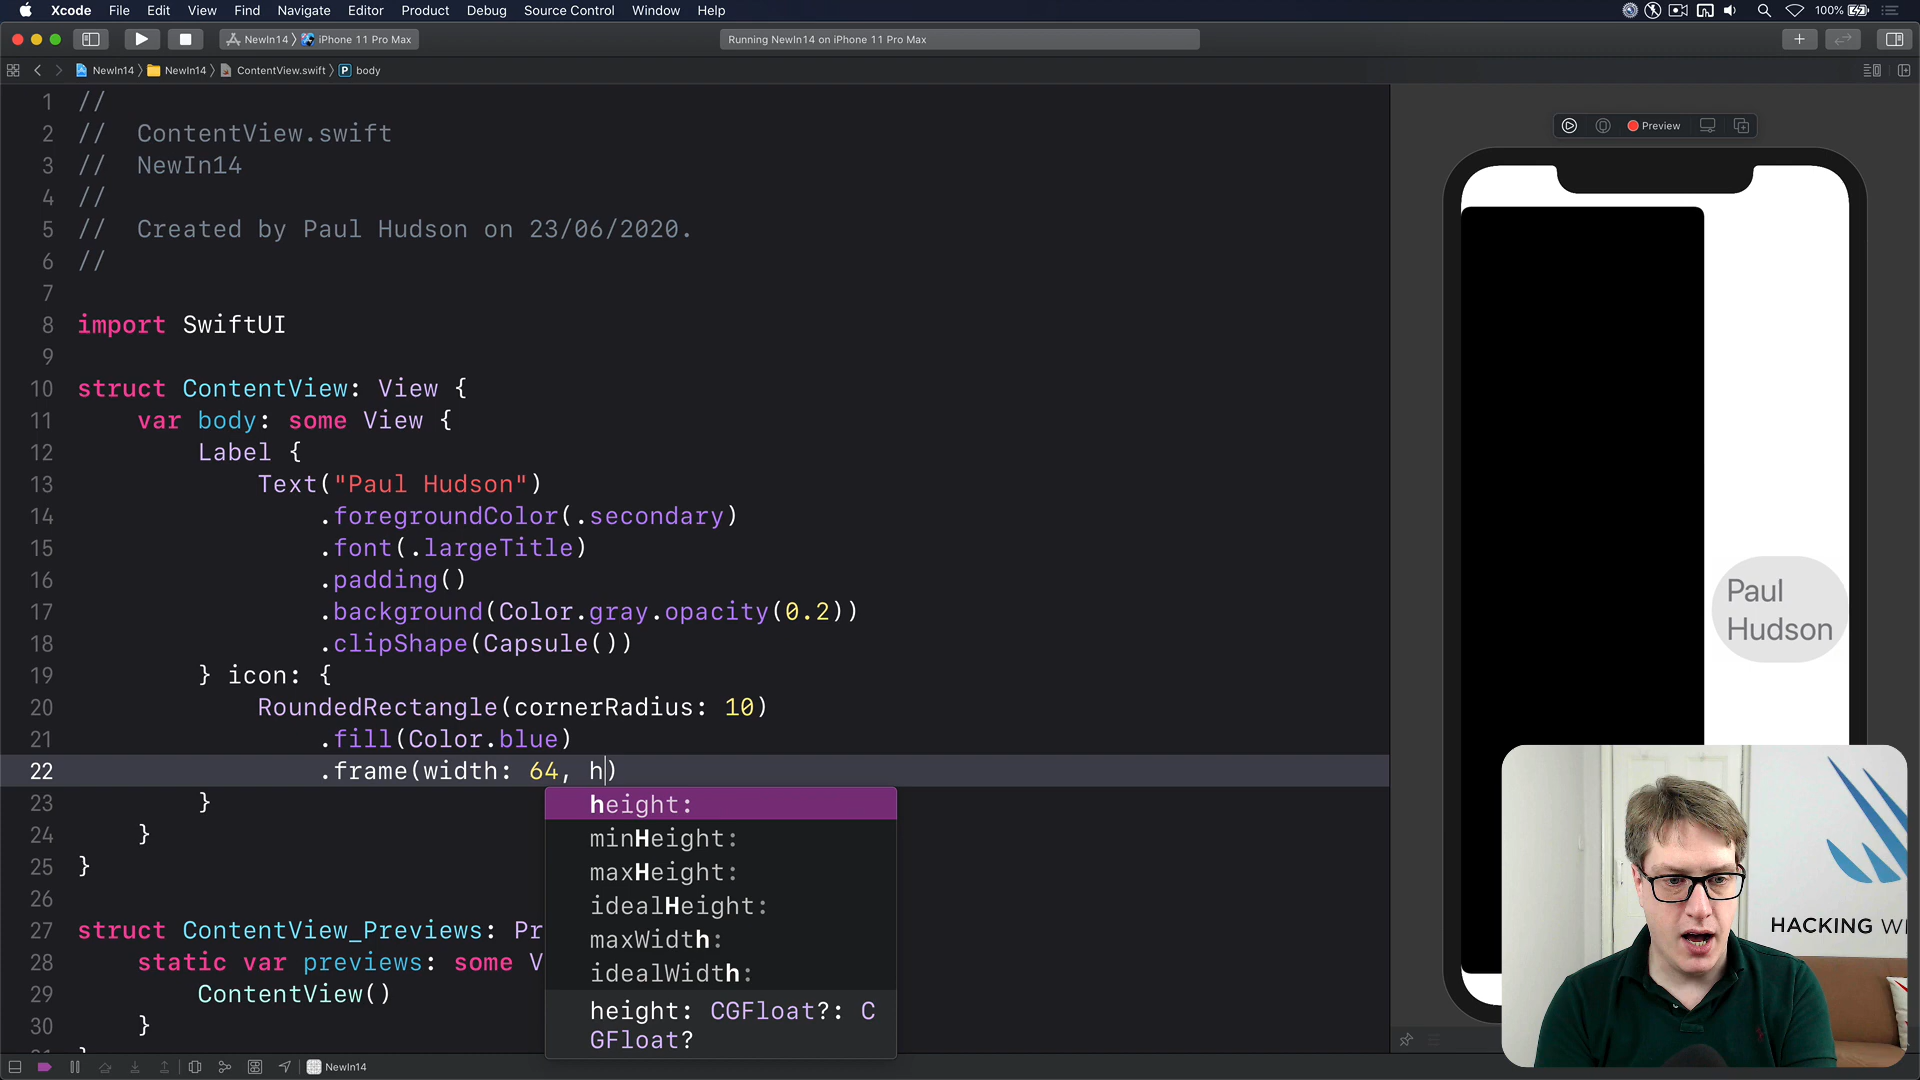 Xcode File Edit View Find Navigate Editor Product Debug Source Control Window Help 100%
NewIn14 iPhone 11 Pro Max Running NewIn14 on iPhone 11 Pro Max
NewIn14 NewIn14 ContentView.swift P body
1 //
2 // ContentView.swift
3 // NewIn14
4 //
5 // Created by Paul Hudson on 23/06/2020.
6 //
7
8 import SwiftUI
9
10 struct ContentView: View {
11 var body: some View {
12 Label {
13 Text("Paul Hudson")
14 .foregroundColor(.secondary)
15 .font(.largeTitle)
16 .padding()
17 .background(Color.gray.opacity(0.2))
18 .clipShape(Capsule())
19 } icon: {
20 RoundedRectangle(cornerRadius: 10)
21 .fill(Color.blue)
22 .frame(width: 64, h)
23 }
24 }
25 }
26
27 struct ContentView_Previews: Pr
28 static var previews: some V
29 ContentView()
30 }
height:
minHeight:
maxHeight:
idealHeight:
maxWidth:
idealWidth:
height: CGFloat?: C
GFloat?
Preview
Paul
Hudson
HACKING WI
NewIn14